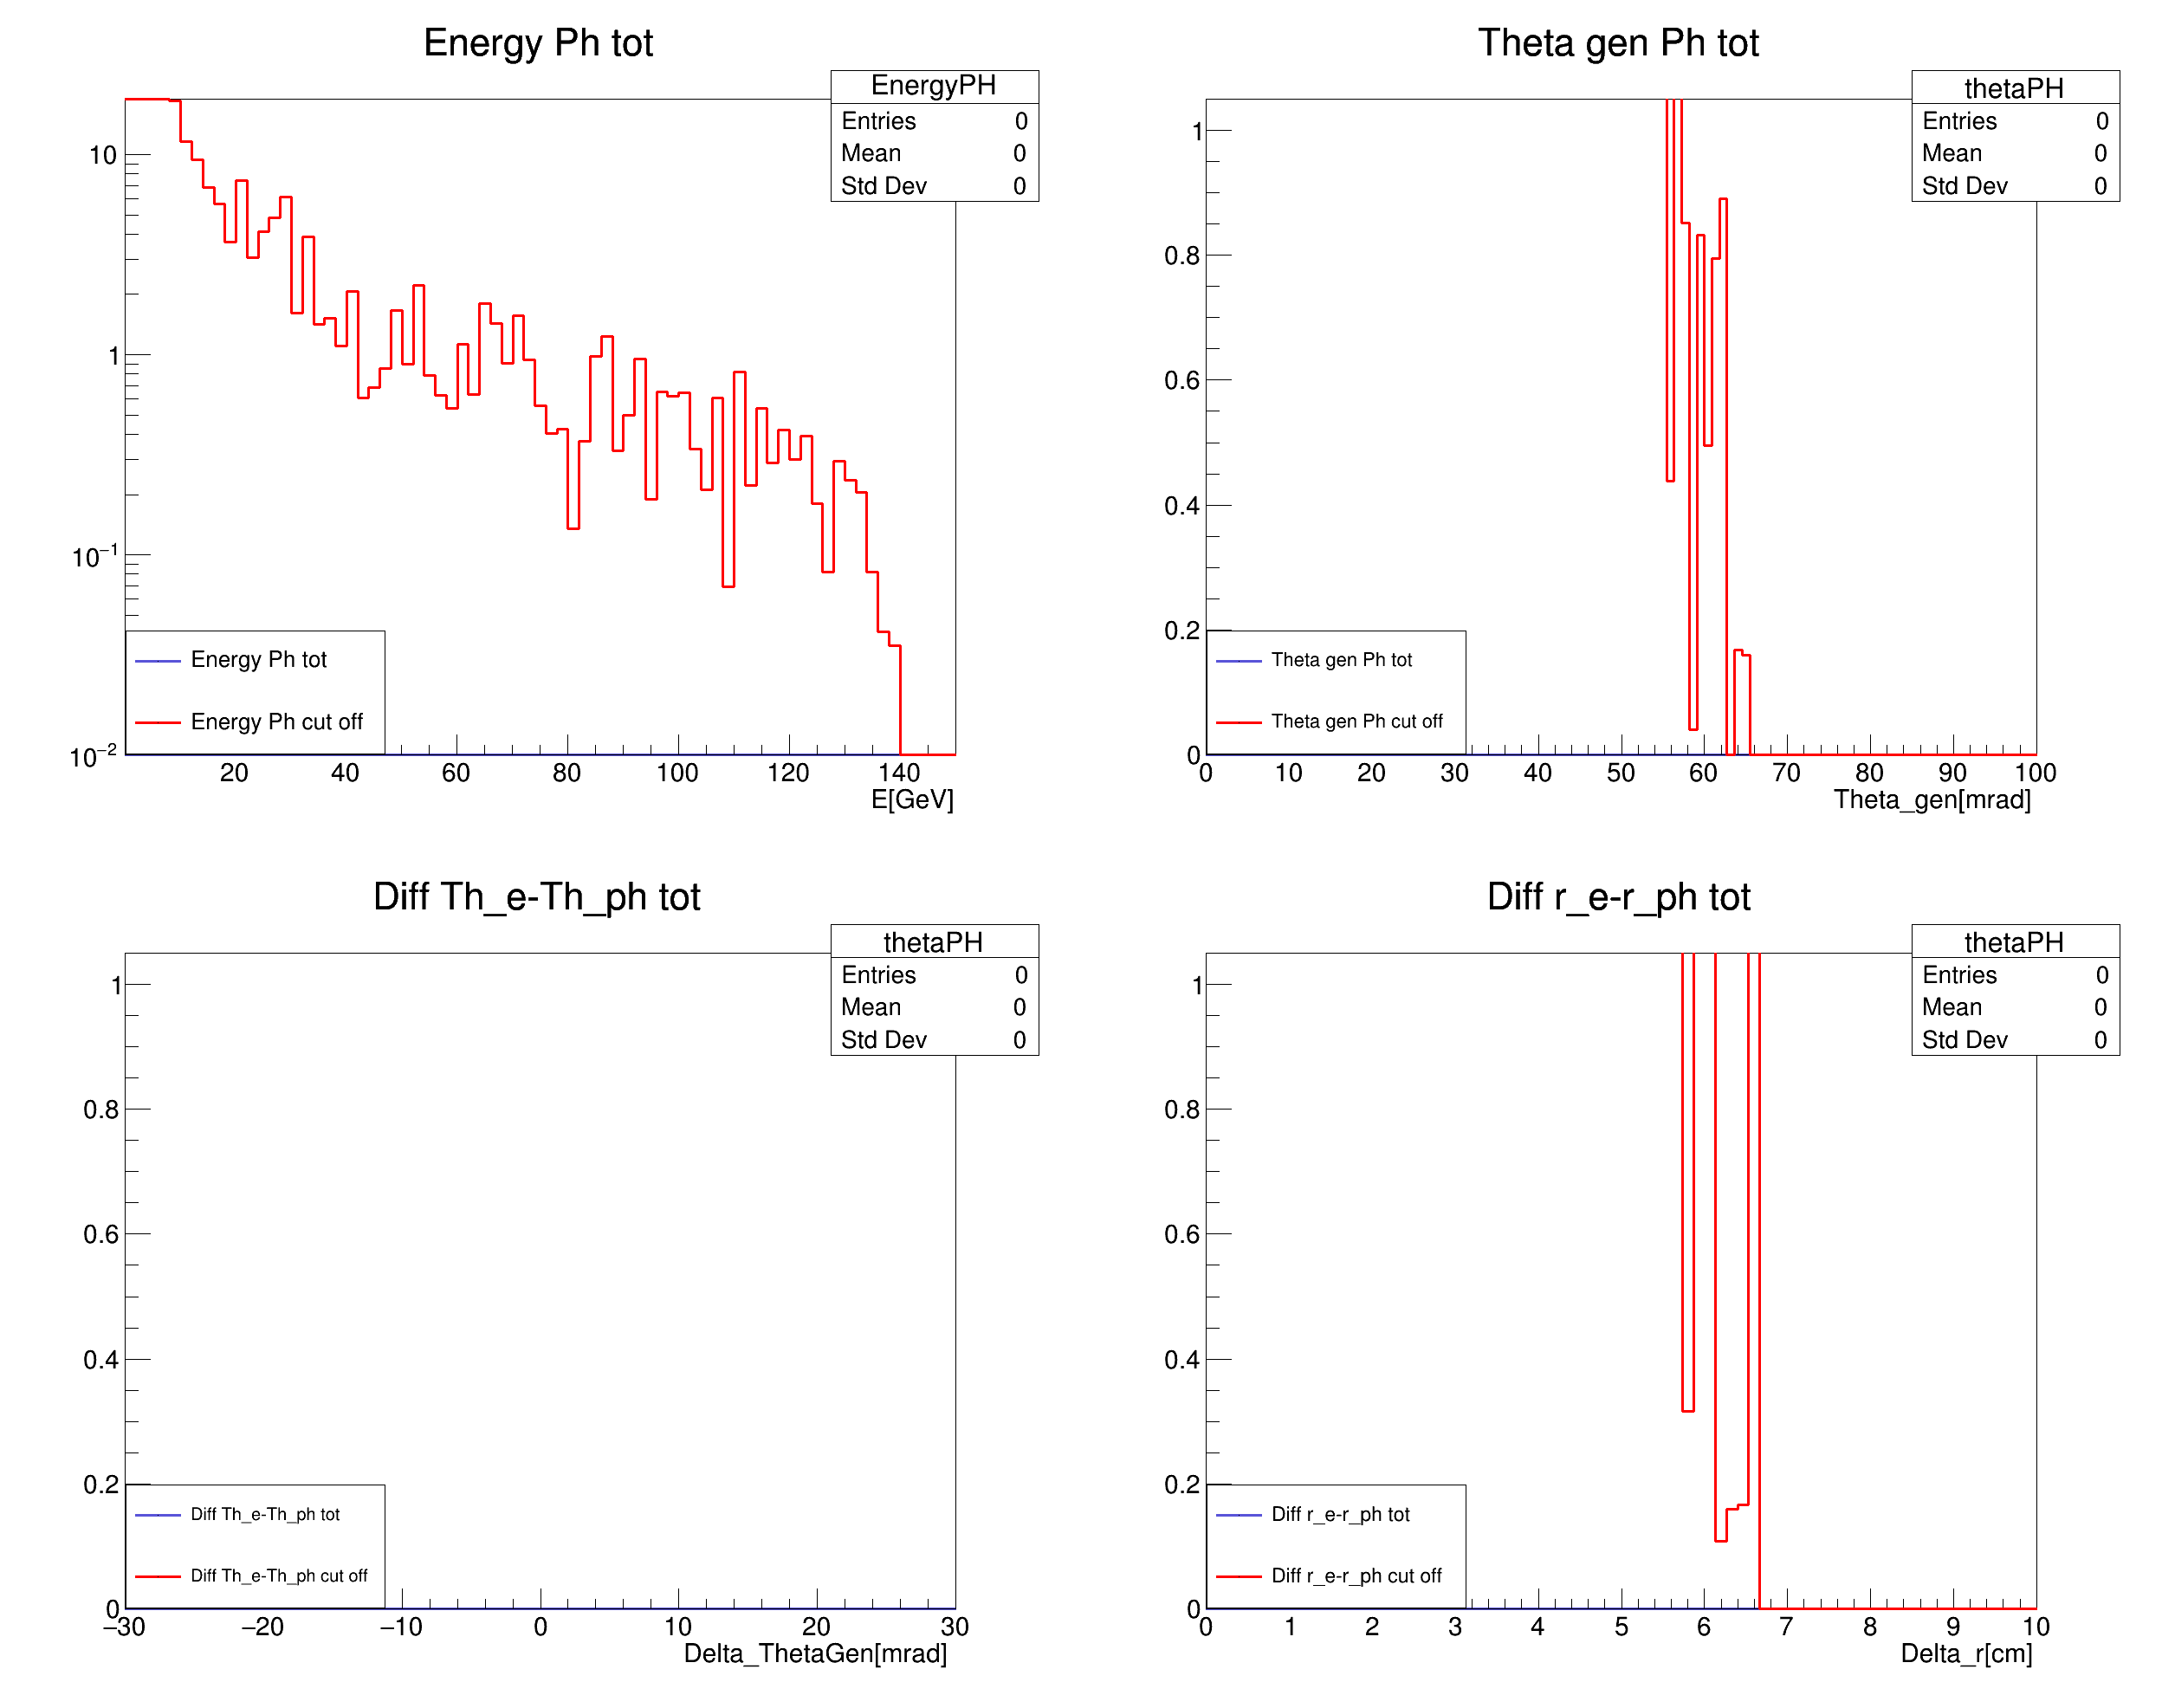 Energy Ph tot
EnergyPH
Entries 0
Mean 0
Std Dev 0
10
1
10−1
10−2
Energy Ph tot
Energy Ph cut off
20 40 60 80 100 120 140
E[GeV]
Theta gen Ph tot
thetaPH
Entries 0
Mean 0
Std Dev 0
1
0.8
0.6
0.4
0.2
0
Theta gen Ph tot
Theta gen Ph cut off
0 10 20 30 40 50 60 70 80 90 100
Theta_gen[mrad]
Diff Th_e-Th_ph tot
thetaPH
Entries 0
Mean 0
Std Dev 0
1
0.8
0.6
0.4
0.2
0
Diff Th_e-Th_ph tot
Diff Th_e-Th_ph cut off
−30 −20 −10 0 10 20 30
Delta_ThetaGen[mrad]
Diff r_e-r_ph tot
thetaPH
Entries 0
Mean 0
Std Dev 0
1
0.8
0.6
0.4
0.2
0
Diff r_e-r_ph tot
Diff r_e-r_ph cut off
0 1 2 3 4 5 6 7 8 9 10
Delta_r[cm]